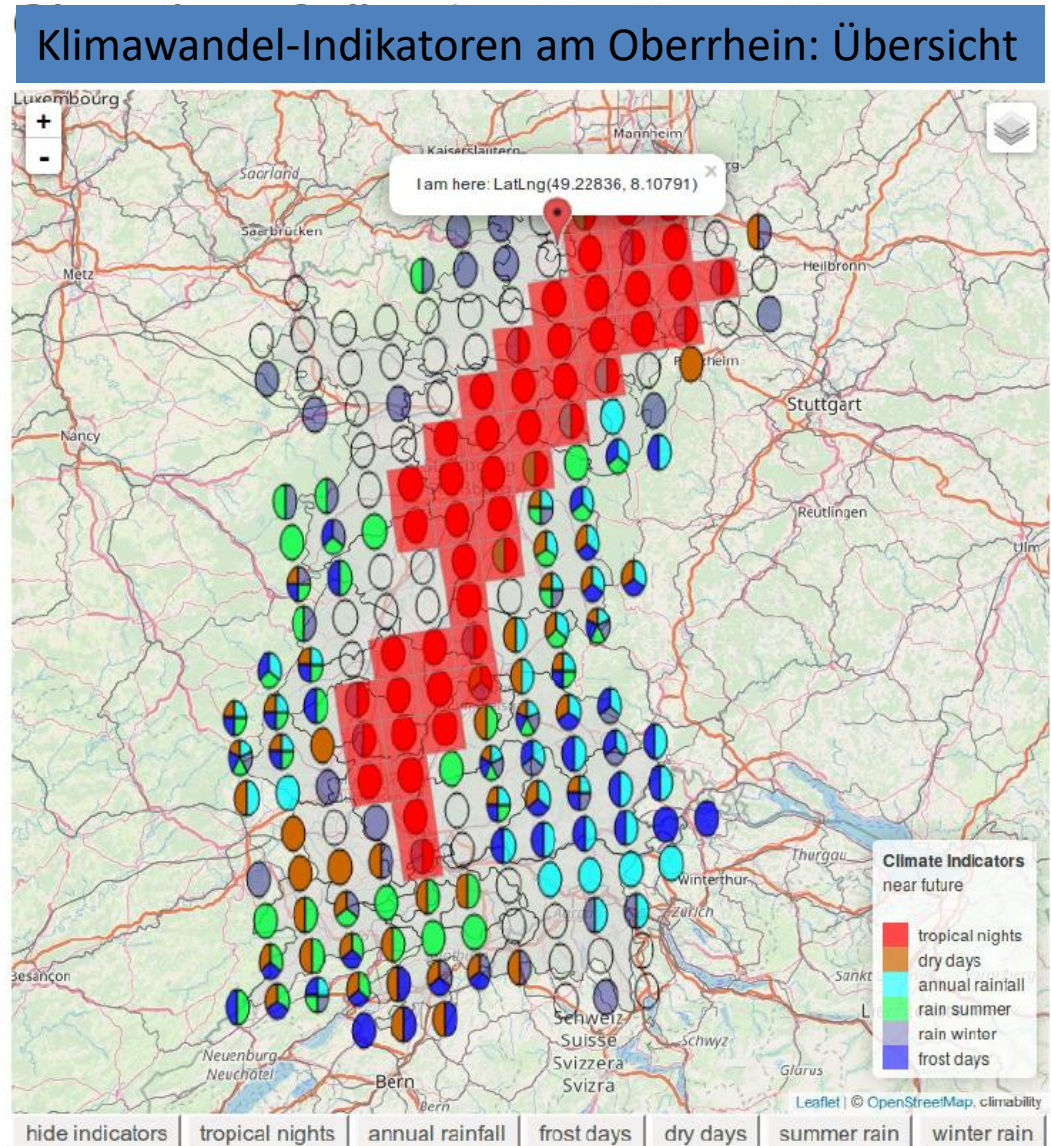 Klimawandel-Indikatoren am Oberrhein: Übersicht
Luxembourg
+
-
Mannheim
Kaiserslautern
Saarland
I am here: LatLng(49.22836, 8.10791)
×
Saarbrücken
Metz
Heilbronn
Stuttgart
Nancy
Reutlingen
Ulm
Thurgau
Winterthur
Zürich
Besançon
Climate Indicators
near future
tropical nights
dry days
annual rainfall
rain summer
rain winter
frost days
Schweiz
Suisse
Svizzera
Svizra
Schwyz
Glarus
Neuenburg
Neuchâtel
Bern
Bern
Leaflet | © OpenStreetMap, climability
hide indicators
tropical nights
annual rainfall
frost days
dry days
summer rain
winter rain